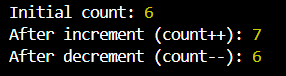 Initial count: 6
After increment (count++): 7
After decrement (count--): 6